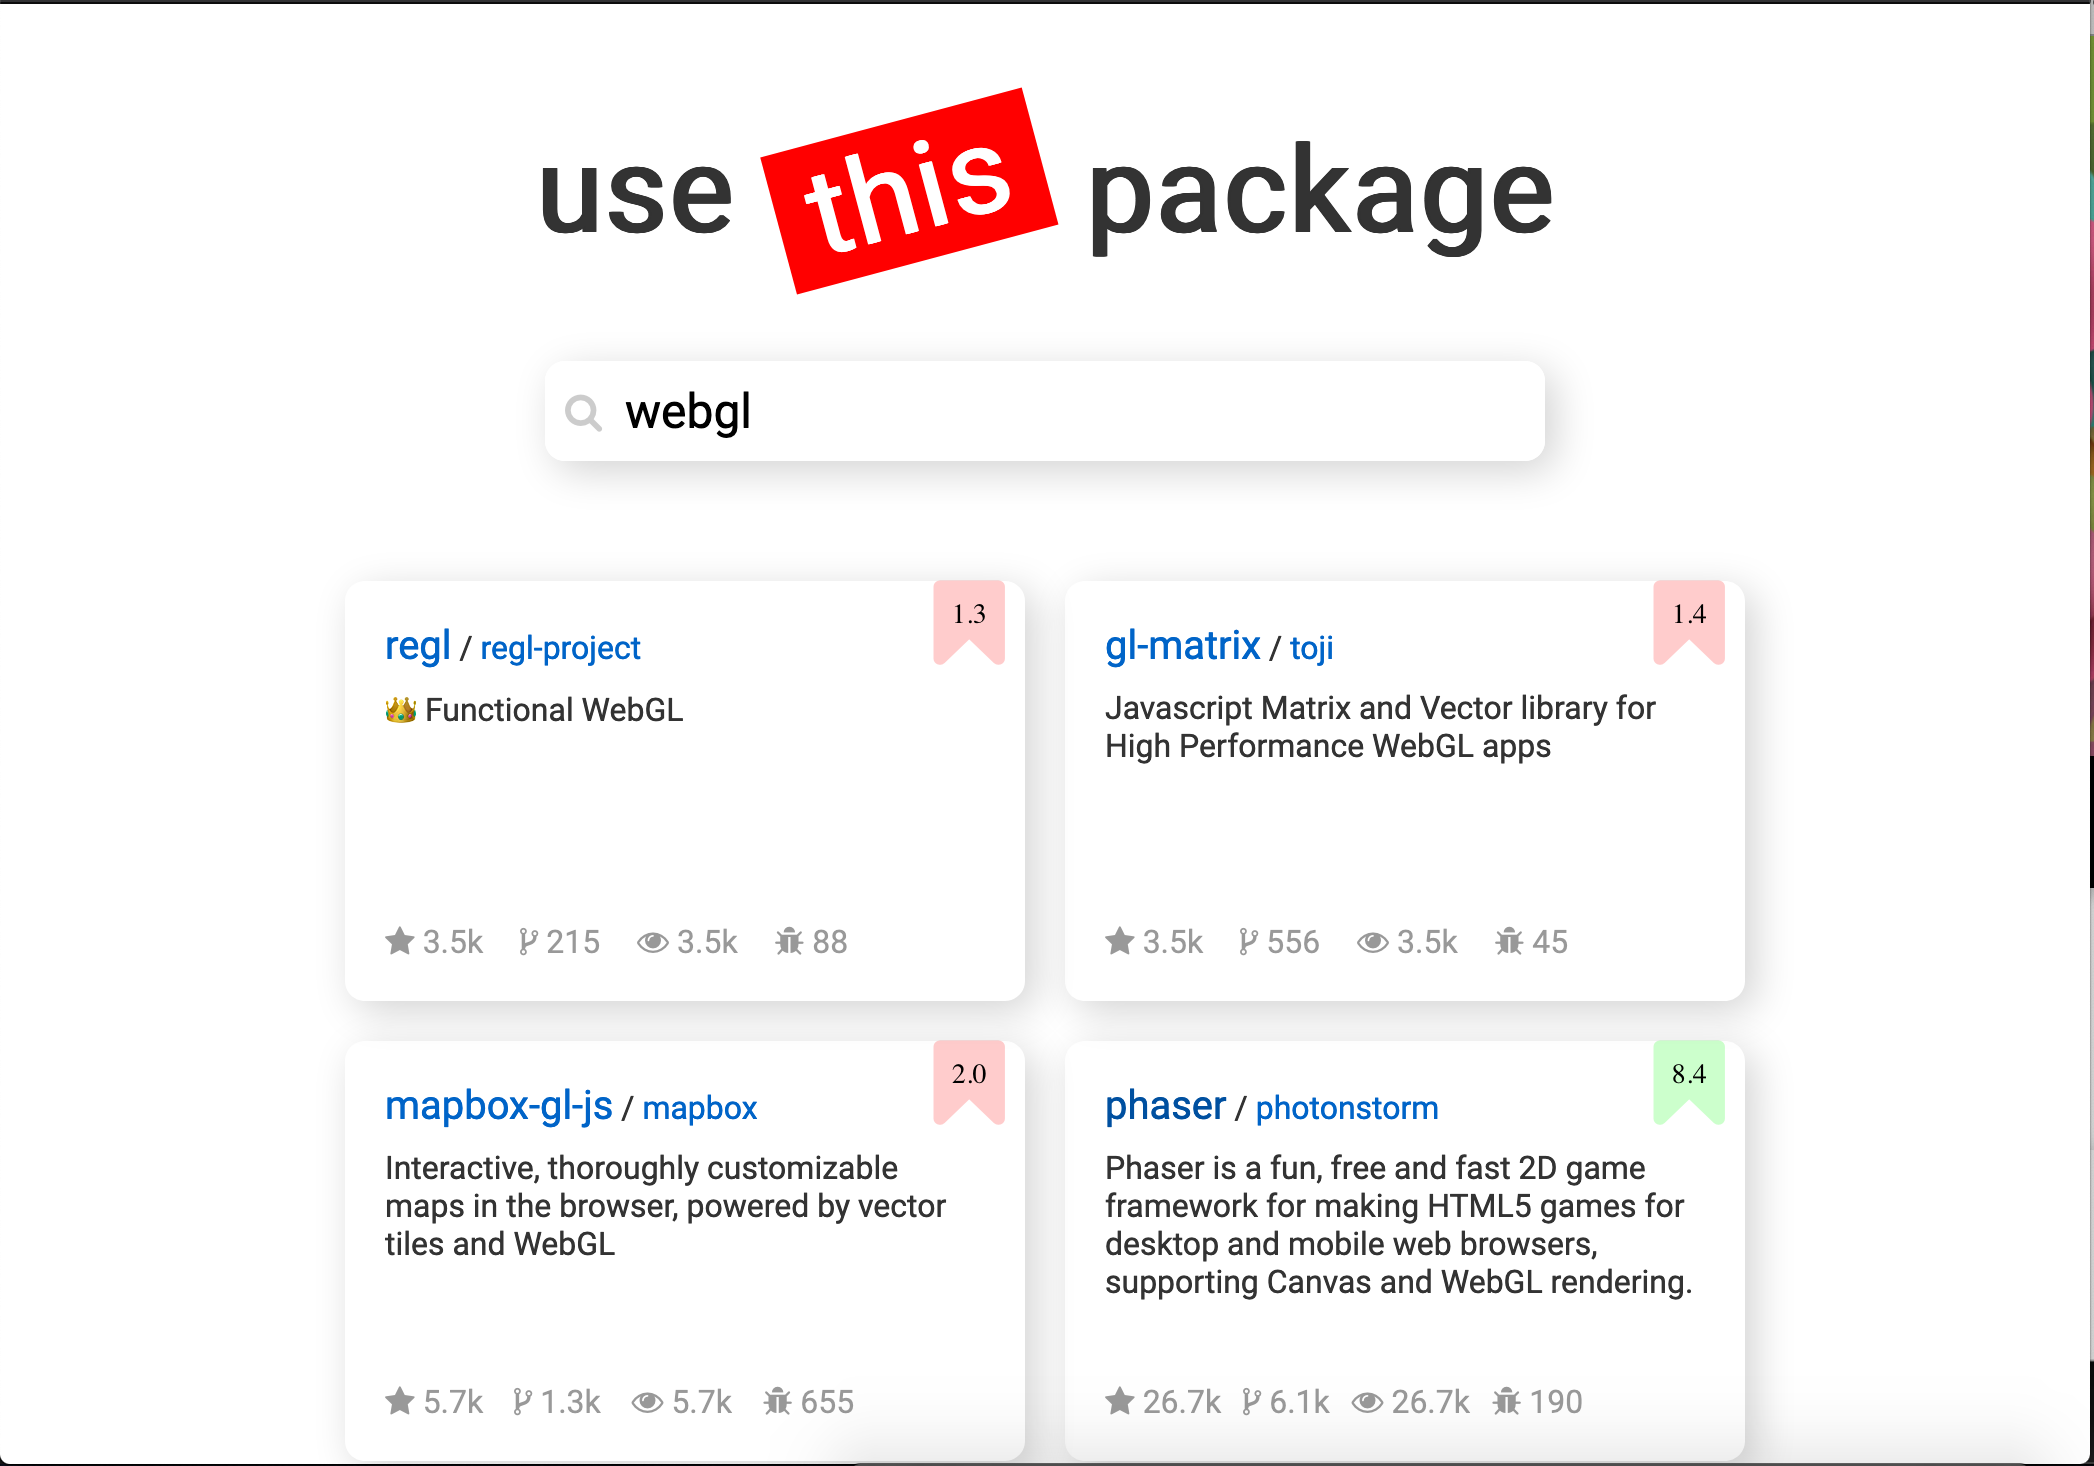 use this package
webgl
1.3
regl / regl-project
👑 Functional WebGL
3.5k 215 3.5k 88
1.4
gl-matrix / toji
Javascript Matrix and Vector library for
High Performance WebGL apps
3.5k 556 3.5k 45
2.0
mapbox-gl-js / mapbox
Interactive, thoroughly customizable
maps in the browser, powered by vector
tiles and WebGL
5.7k 1.3k 5.7k 655
8.4
phaser / photonstorm
Phaser is a fun, free and fast 2D game
framework for making HTML5 games for
desktop and mobile web browsers,
supporting Canvas and WebGL rendering.
26.7k 6.1k 26.7k 190